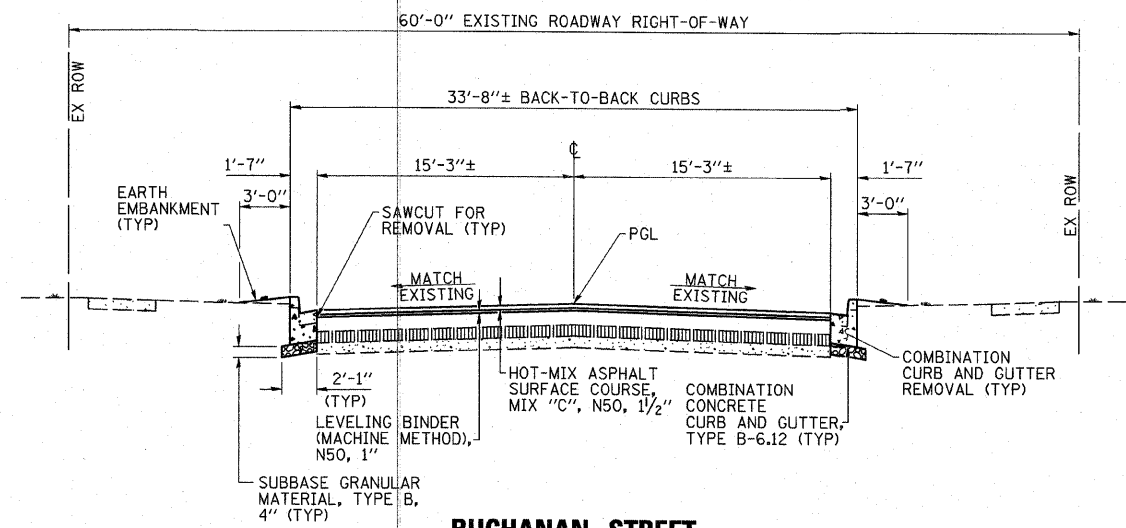 60'-0" EXISTING ROADWAY RIGHT-OF-WAY
EX ROW
33'-8"± BACK-TO-BACK CURBS
℄
1'-7"
15'-3"±
15'-3"±
1'-7"
EARTH
EMBANKMENT
(TYP)
3'-0"
SAWCUT FOR
REMOVAL (TYP)
PGL
3'-0"
EX ROW
MATCH
EXISTING
MATCH
EXISTING
2'-1"
(TYP)
HOT-MIX ASPHALT
SURFACE COURSE,
MIX "C", N50, 1½"
COMBINATION
CONCRETE
CURB AND GUTTER,
TYPE B-6.12 (TYP)
COMBINATION
CURB AND GUTTER
REMOVAL (TYP)
LEVELING BINDER
(MACHINE METHOD),
N50, 1"
SUBBASE GRANULAR
MATERIAL, TYPE B,
4" (TYP)
BUCHANAN STREET